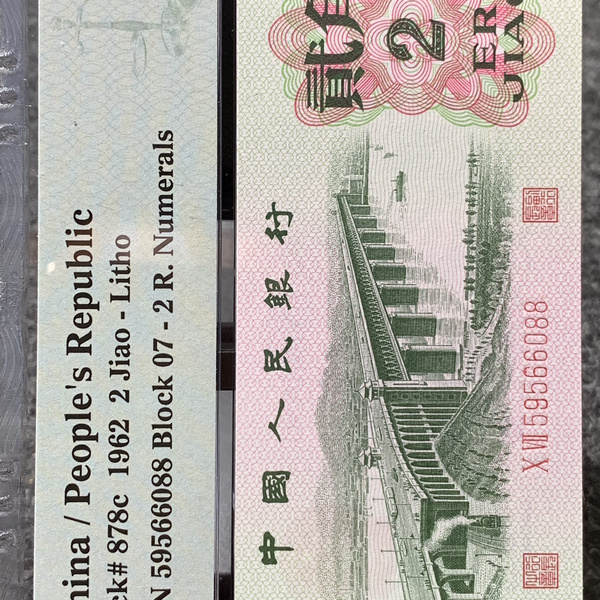 hina / People's Republic
ck# 878c 1962 2 Jiao - Litho
N 59566088 Block 07 - 2 R. Numerals
中國人民銀行
貳角
2
ER
JIAO
X Ⅶ 59566088